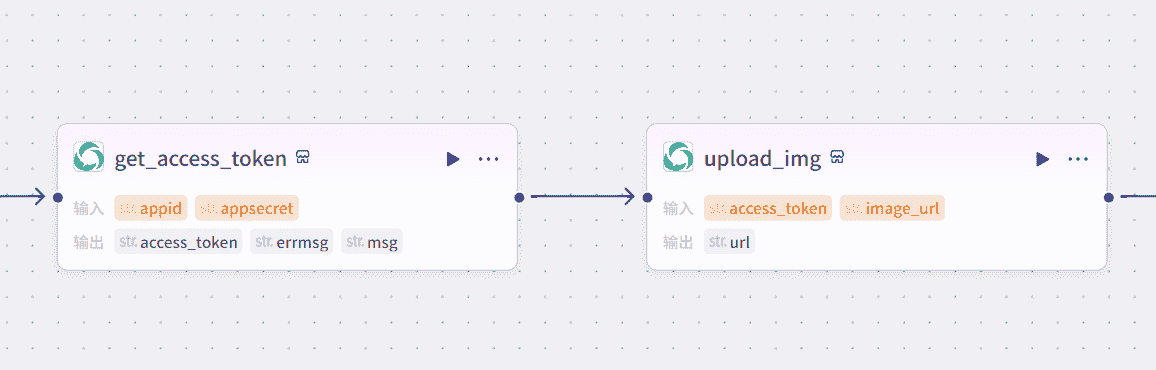 get_access_token
输入 str. appid str. appsecret
输出 str. access_token str. errmsg str. msg
upload_img
输入 str. access_token str. image_url
输出 str. url